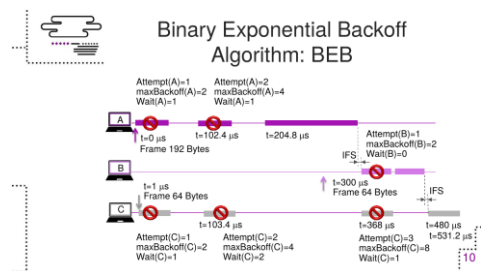 Binary Exponential Backoff
Algorithm: BEB
Attempt(A)=1
maxBackoff(A)=2
Wait(A)=1
Attempt(A)=2
maxBackoff(A)=4
Wait(A)=1
A
t=0 μs
Frame 192 Bytes
t=102.4 μs
t=204.8 μs
Attempt(B)=1
maxBackoff(B)=2
Wait(B)=0
IFS
B
t=1 μs
Frame 64 Bytes
t=300 μs
Frame 64 Bytes
IFS
C
t=103.4 μs
t=368 μs
t=480 μs
t=531.2 μs
Attempt(C)=1
maxBackoff(C)=2
Wait(C)=1
Attempt(C)=2
maxBackoff(C)=4
Wait(C)=2
Attempt(C)=3
maxBackoff(C)=8
Wait(C)=1
10